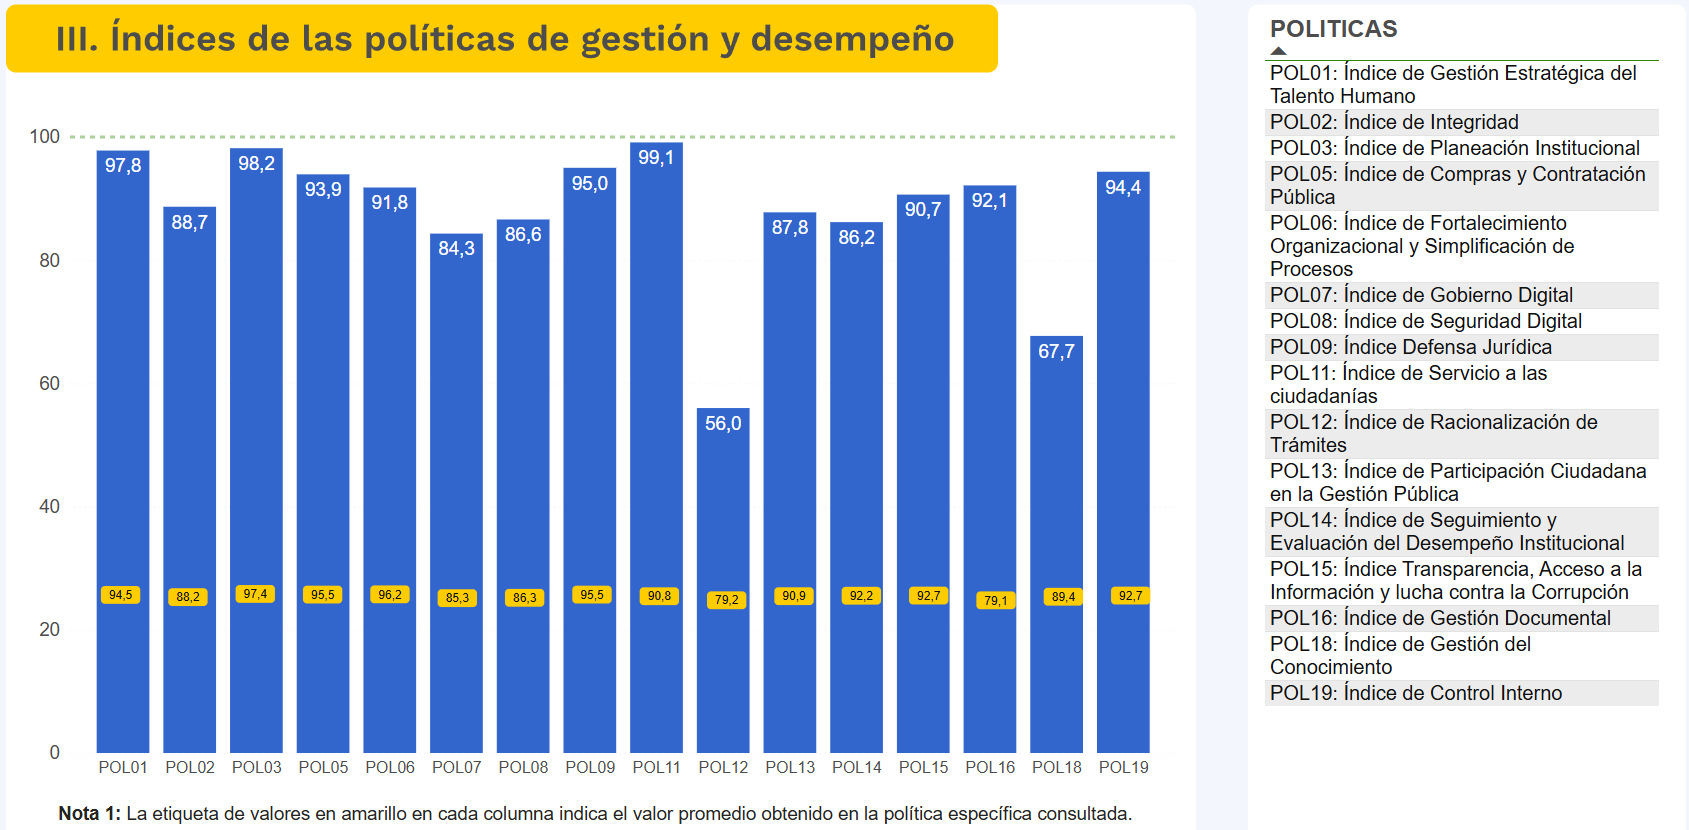 III. Índices de las políticas de gestión y desempeño
100
80
60
40
20
0
97,8
88,7
98,2
93,9
91,8
84,3
86,6
95,0
99,1
56,0
87,8
86,2
90,7
92,1
67,7
94,4
94,5
88,2
97,4
95,5
96,2
85,3
86,3
95,5
90,8
79,2
90,9
92,2
92,7
79,1
89,4
92,7
POL01 POL02 POL03 POL05 POL06 POL07 POL08 POL09 POL11 POL12 POL13 POL14 POL15 POL16 POL18 POL19
Nota 1: La etiqueta de valores en amarillo en cada columna indica el valor promedio obtenido en la política específica consultada.
POLITICAS
POL01: Índice de Gestión Estratégica del
Talento Humano
POL02: Índice de Integridad
POL03: Índice de Planeación Institucional
POL05: Índice de Compras y Contratación
Pública
POL06: Índice de Fortalecimiento
Organizacional y Simplificación de
Procesos
POL07: Índice de Gobierno Digital
POL08: Índice de Seguridad Digital
POL09: Índice Defensa Jurídica
POL11: Índice de Servicio a las
ciudadanías
POL12: Índice de Racionalización de
Trámites
POL13: Índice de Participación Ciudadana
en la Gestión Pública
POL14: Índice de Seguimiento y
Evaluación del Desempeño Institucional
POL15: Índice Transparencia, Acceso a la
Información y lucha contra la Corrupción
POL16: Índice de Gestión Documental
POL18: Índice de Gestión del
Conocimiento
POL19: Índice de Control Interno